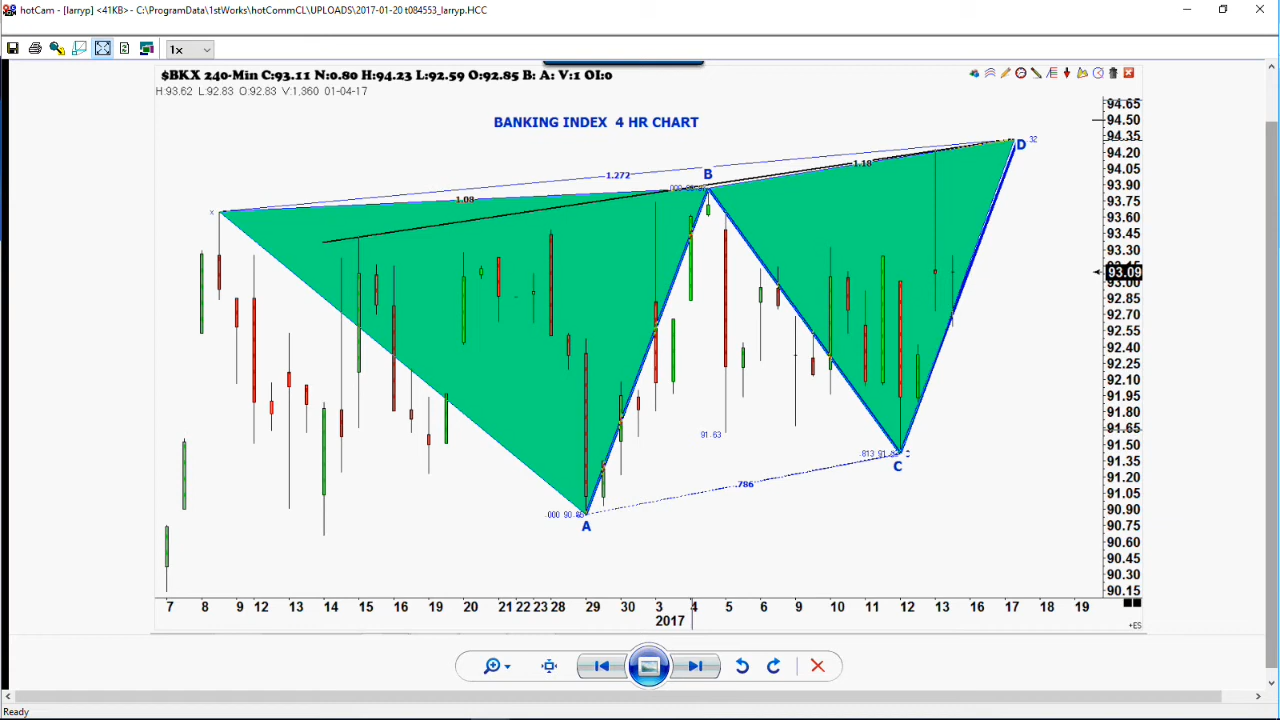 hotCam - [larryp] <41KB> - C:\ProgramData\1stWorks\hotCommCL\UPLOADS\2017-01-20 t084553_larryp.HCC
1x
$BKX 240-Min C:93.11 N:0.80 H:94.23 L:92.59 O:92.85 B: A: V:1 OI:0
H:93.62 L:92.83 O:92.83 V:1,360 01-04-17
BANKING INDEX 4 HR CHART
94.65
94.50
94.35
94.20
94.05
93.90
93.75
93.60
93.45
93.30
93.09
93.00
92.85
92.70
92.55
92.40
92.25
92.10
91.95
91.80
91.65
91.50
91.35
91.20
91.05
90.90
90.75
90.60
90.45
90.30
90.15
D 32
1.18
B
1.272
1.08
x
91.63
C
.786
A
7 8 9 12 13 14 15 16 19 20 21 22 23 28 29 30 3 4 5 6 9 10 11 12 13 16 17 18 19
2017
+ES
Ready